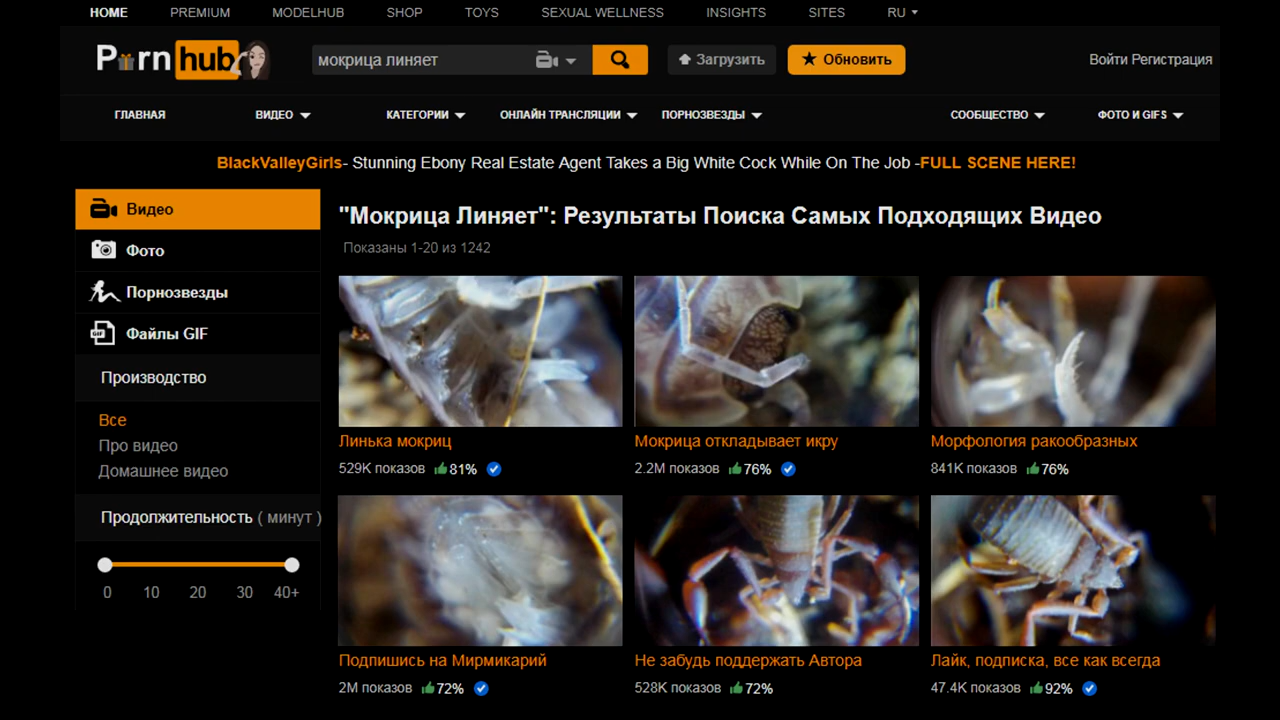 HOME PREMIUM MODELHUB SHOP TOYS SEXUAL WELLNESS INSIGHTS SITES RU
Pornhub мокрица линяет Загрузить Обновить Войти Регистрация
ГЛАВНАЯ ВИДЕО КАТЕГОРИИ ОНЛАЙН ТРАНСЛЯЦИИ ПОРНОЗВЕЗДЫ СООБЩЕСТВО ФОТО И GIFS
BlackValleyGirls- Stunning Ebony Real Estate Agent Takes a Big White Cock While On The Job -FULL SCENE HERE!
Видео
Фото
Порнозвезды
GIF Файлы GIF
Производство
Все
Про видео
Домашнее видео
Продолжительность ( минут )
0 10 20 30 40+
"Мокрица Линяет": Результаты Поиска Самых Подходящих Видео
Показаны 1-20 из 1242
Линька мокриц
529K показов 81%
Мокрица откладывает икру
2.2M показов 76%
Морфология ракообразных
841K показов 76%
Подпишись на Мирмикарий
2M показов 72%
Не забудь поддержать Автора
528K показов 72%
Лайк, подписка, все как всегда
47.4K показов 92%